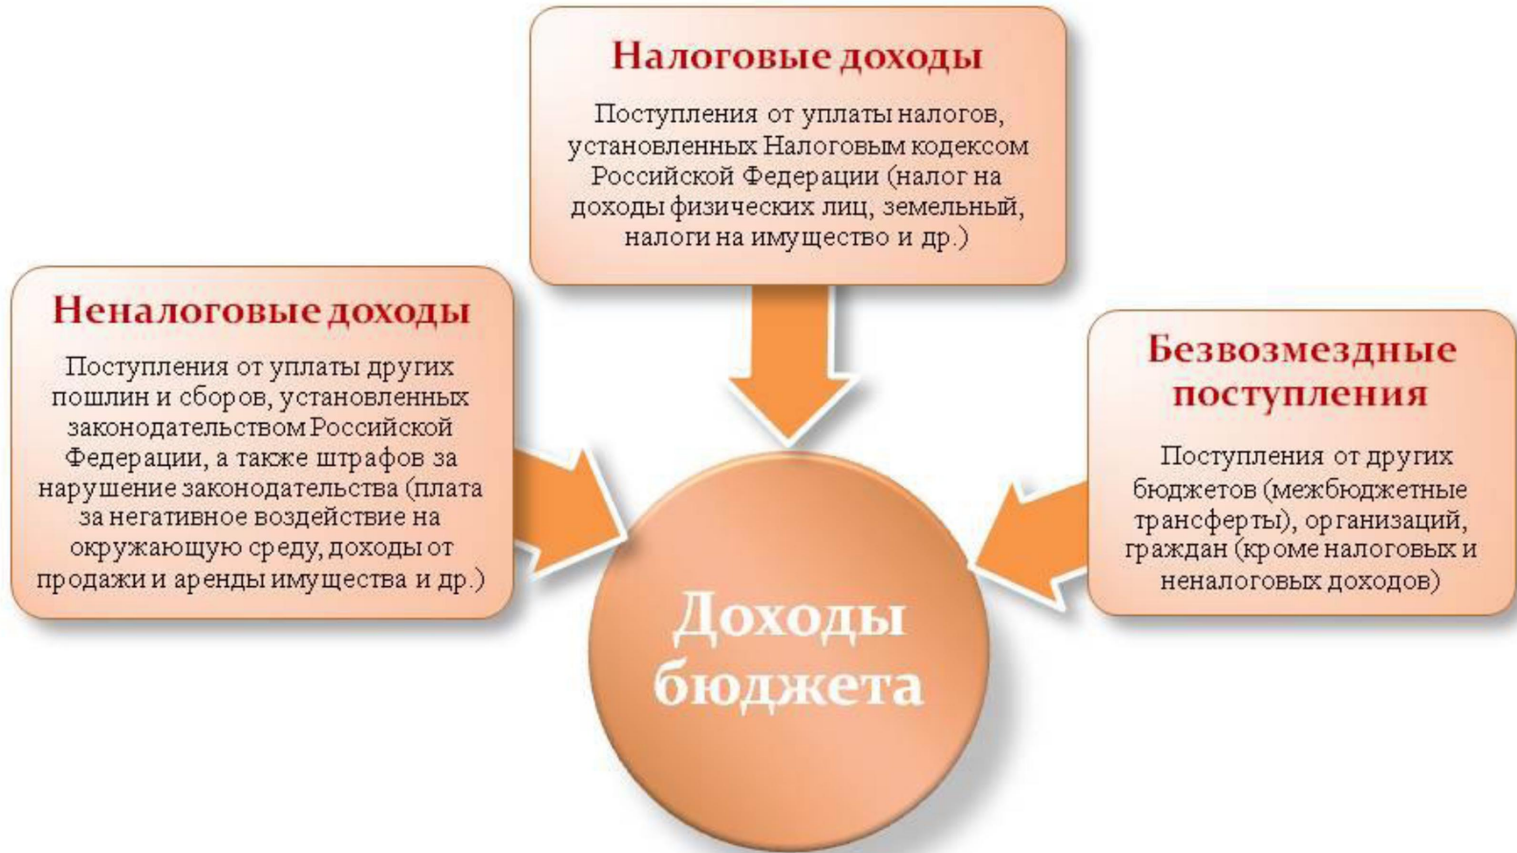 Налоговые доходы
Поступления от уплаты налогов,
установленных Налоговым кодексом
Российской Федерации (налог на
доходы физических лиц, земельный,
налоги на имущество и др.)
Неналоговые доходы
Поступления от уплаты других
пошлин и сборов, установленных
законодательством Российской
Федерации, а также штрафов за
нарушение законодательства (плата
за негативное воздействие на
окружающую среду, доходы от
продажи и аренды имущества и др.)
Безвозмездные
поступления
Поступления от других
бюджетов (межбюджетные
трансферты), организаций,
граждан (кроме налоговых и
неналоговых доходов)
Доходы
бюджета